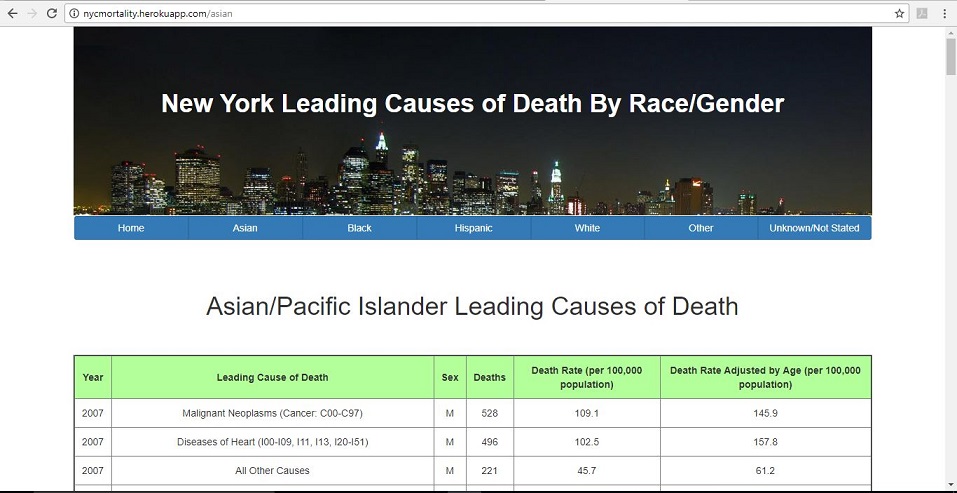 nycmortality.herokuapp.com/asian
New York Leading Causes of Death By Race/Gender
Home Asian Black Hispanic White Other Unknown/Not Stated
Asian/Pacific Islander Leading Causes of Death
Year Leading Cause of Death Sex Deaths Death Rate (per 100,000 population) Death Rate Adjusted by Age (per 100,000 population)
2007 Malignant Neoplasms (Cancer: C00-C97) M 528 109.1 145.9
2007 Diseases of Heart (I00-I09, I11, I13, I20-I51) M 496 102.5 157.8
2007 All Other Causes M 221 45.7 61.2